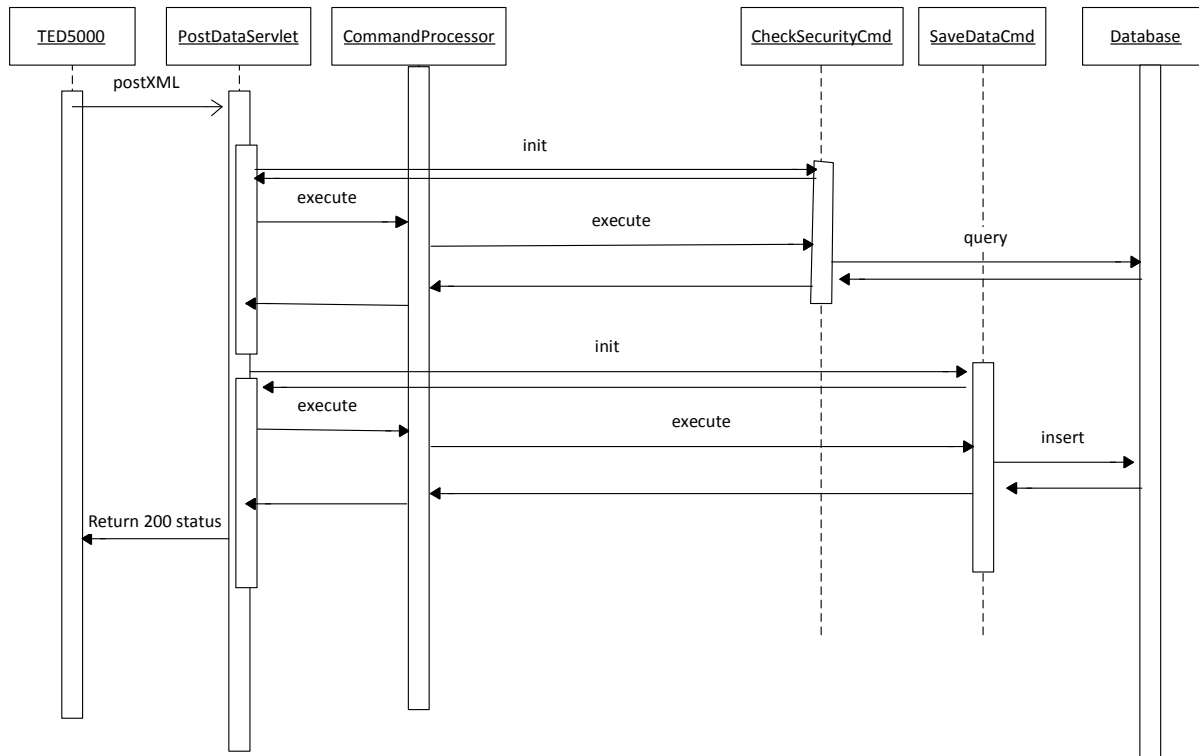 TED5000
PostDataServlet
CommandProcessor
CheckSecurityCmd
SaveDataCmd
Database
postXML
init
execute
execute
query
init
execute
execute
insert
Return 200 status